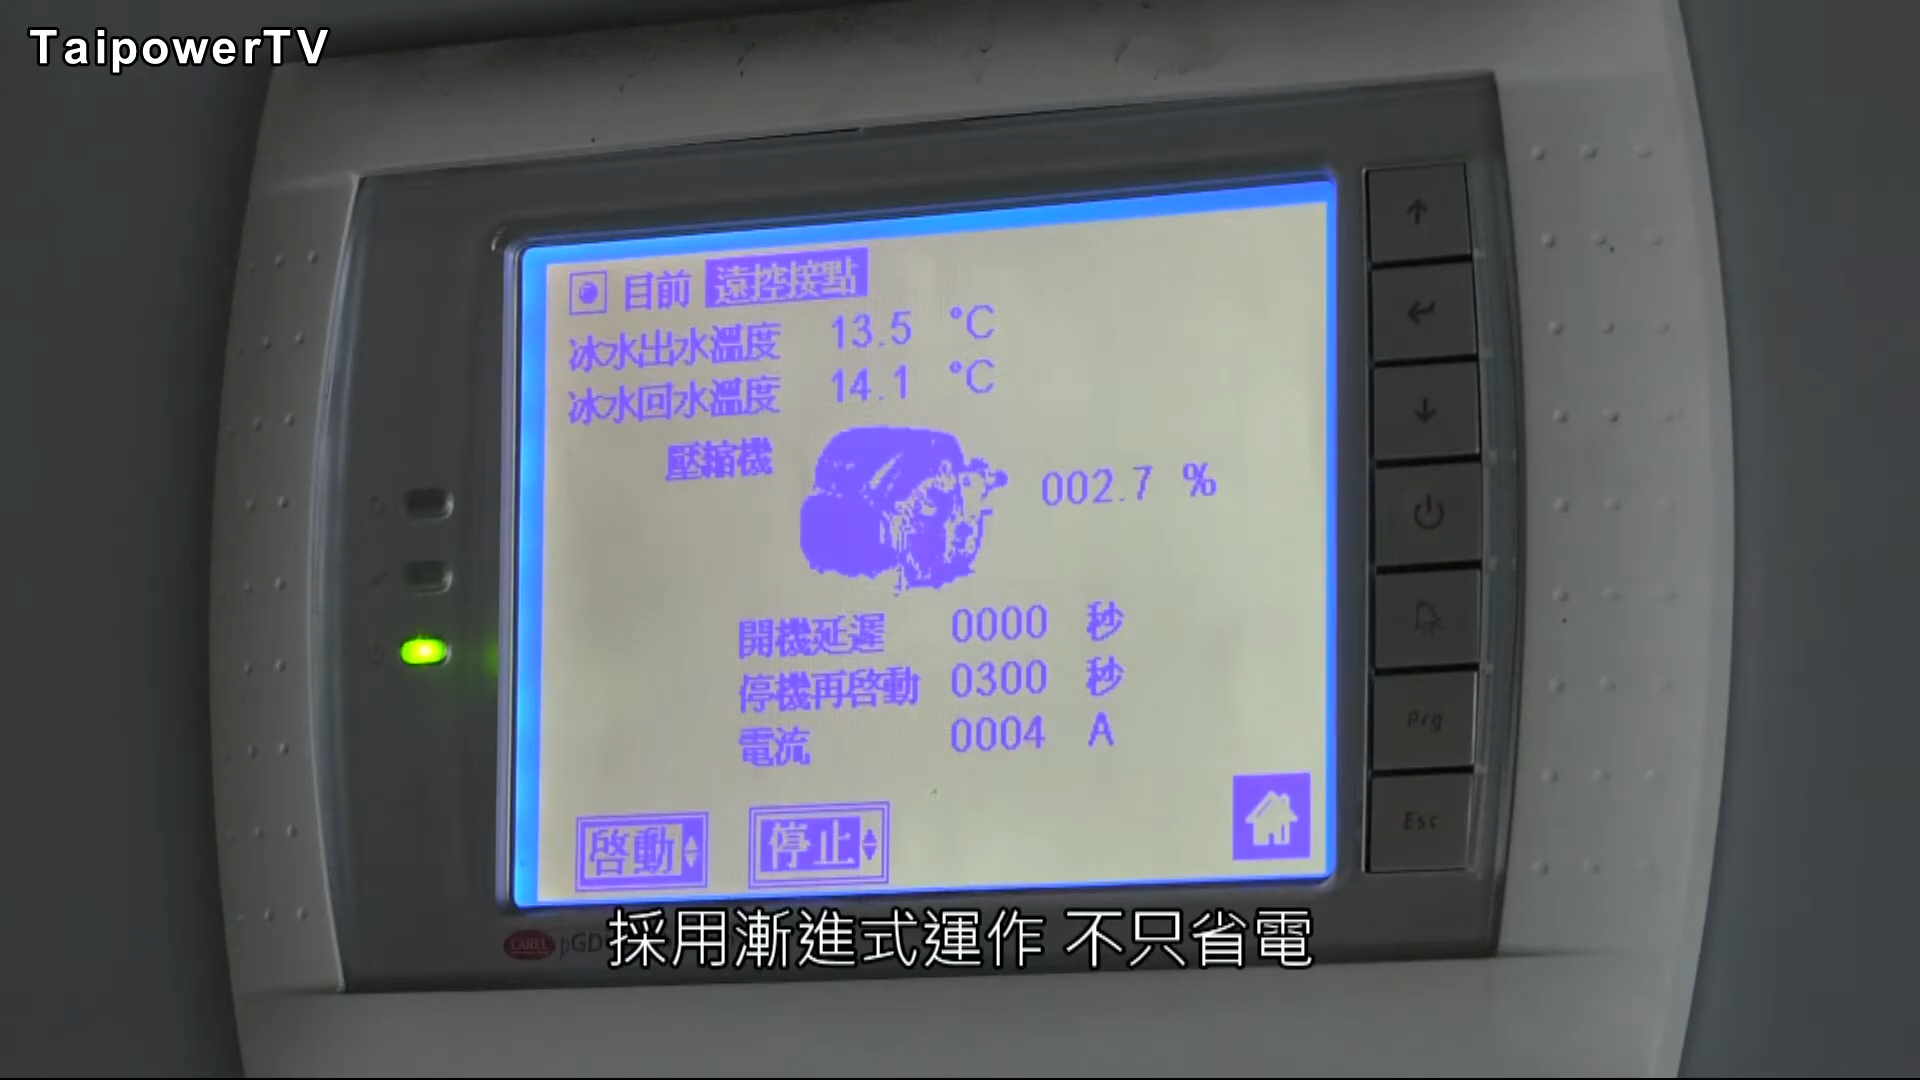 TaipowerTV
目前 遠控接點
冰水出水溫度 13.5 °C
冰水回水溫度 14.1 °C
壓縮機 002.7 %
開機延遲 0000 秒
停機再啓動 0300 秒
電流 0004 A
啓動 停止
Prg
Esc
CAREL pGD
採用漸進式運作 不只省電